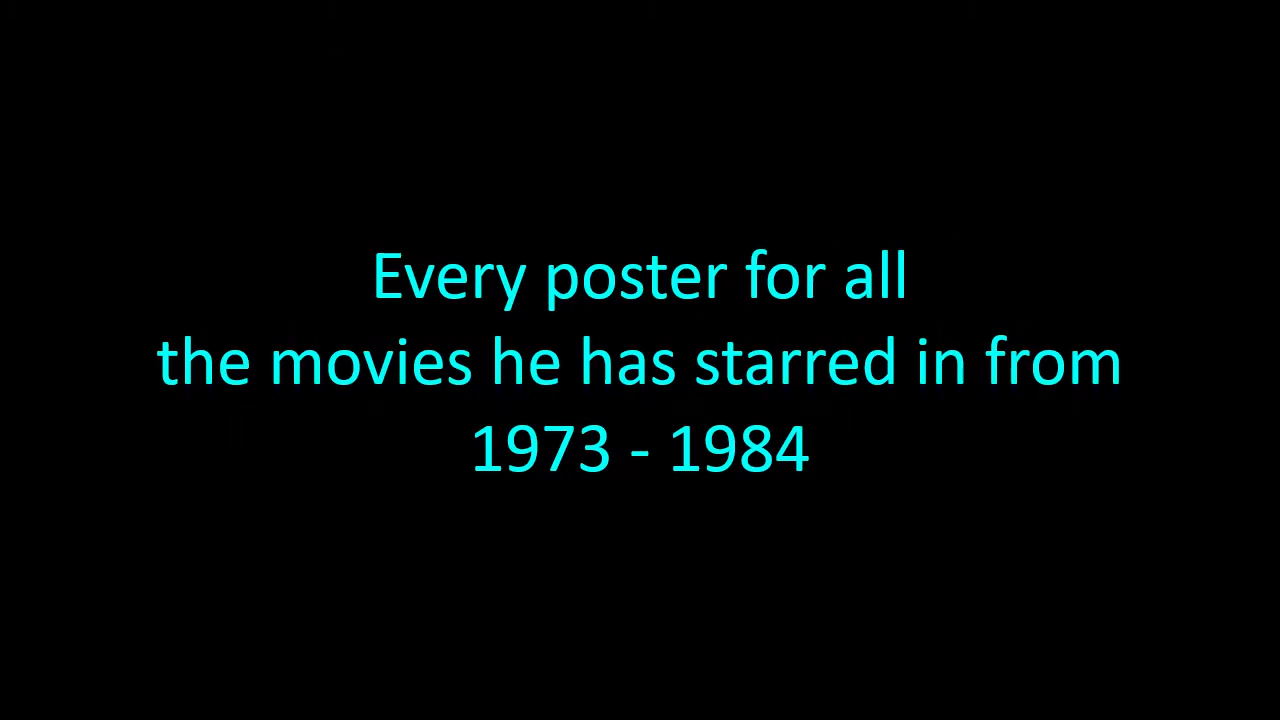 Every poster for all
the movies he has starred in from
1973 - 1984